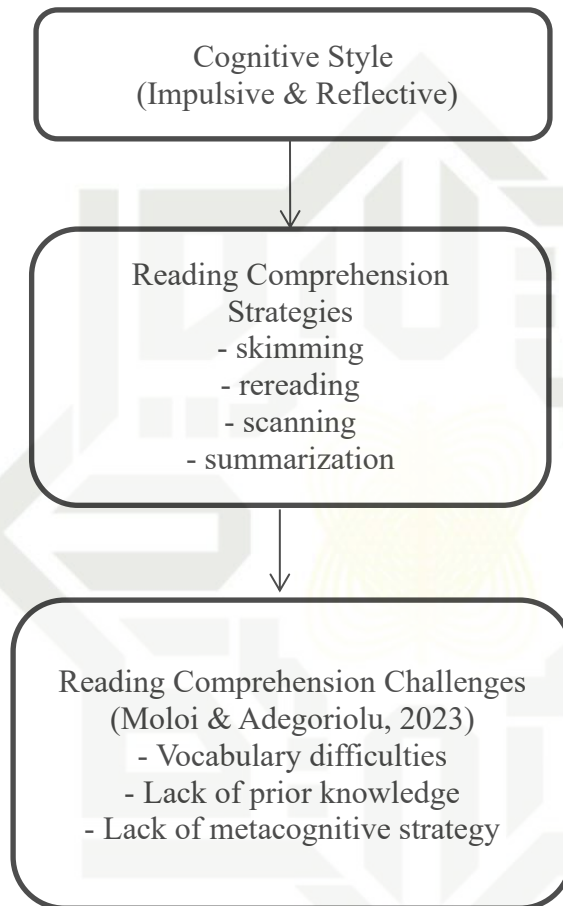 Cognitive Style
(Impulsive & Reflective)
Reading Comprehension
Strategies
- skimming
- rereading
- scanning
- summarization
Reading Comprehension Challenges
(Moloi & Adegoriolu, 2023)
- Vocabulary difficulties
- Lack of prior knowledge
- Lack of metacognitive strategy